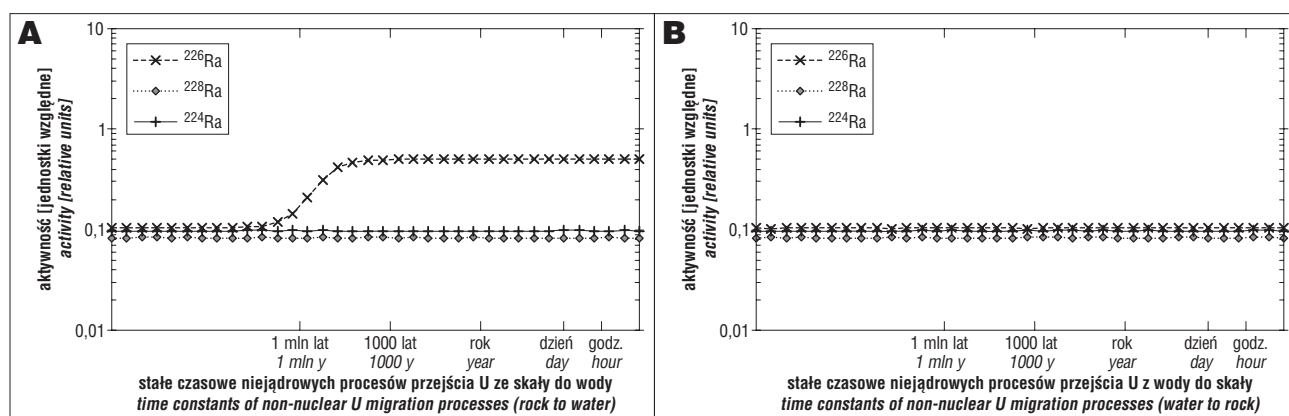 A
10
1
0,1
0,01
aktywność [jednostki względne]
activity [relative units]
²²⁶Ra
²²⁸Ra
²²⁴Ra
1 mln lat 1000 lat rok dzień godz.
1 mln y 1000 y year day hour
stałe czasowe niejądrowych procesów przejścia U ze skały do wody
time constants of non-nuclear U migration processes (rock to water)
B
10
1
0,1
0,01
aktywność [jednostki względne]
activity [relative units]
²²⁶Ra
²²⁸Ra
²²⁴Ra
1 mln lat 1000 lat rok dzień godz.
1 mln y 1000 y year day hour
stałe czasowe niejądrowych procesów przejścia U z wody do skały
time constants of non-nuclear U migration processes (water to rock)